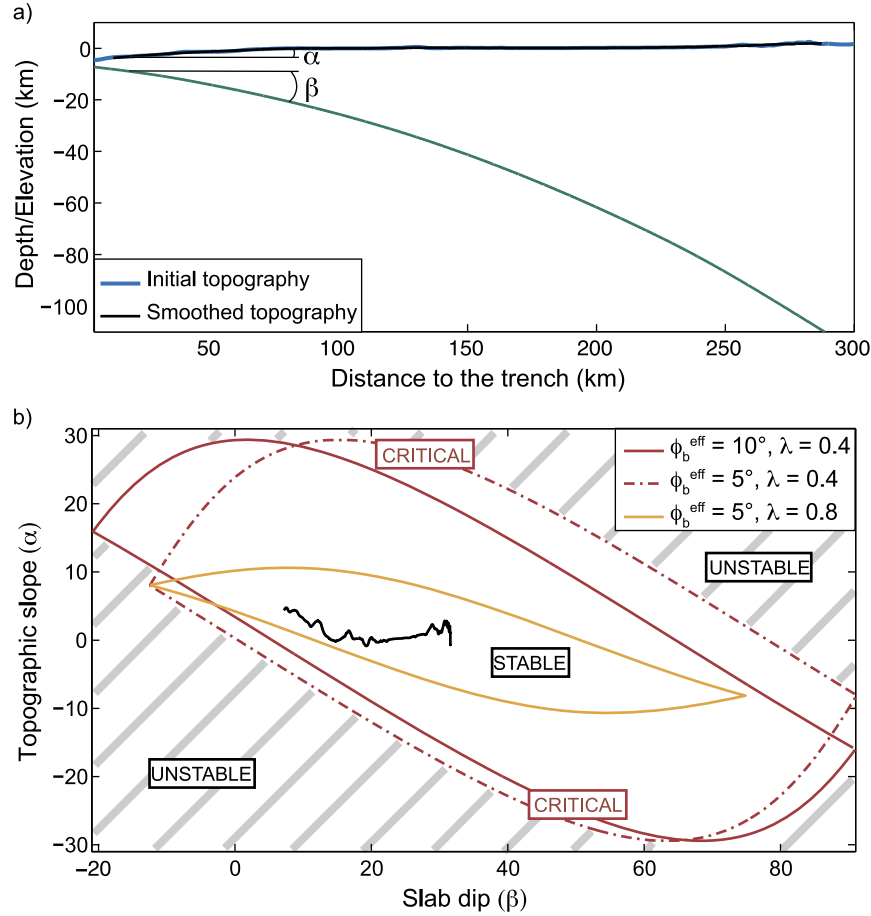 a)
Depth/Elevation (km)
0
−20
−40
−60
−80
−100
α
β
Initial topography
Smoothed topography
50
100
150
200
250
300
Distance to the trench (km)
b)
Topographic slope (α)
30
20
10
0
−10
−20
−30
CRITICAL
ϕ_b^eff = 10°, λ = 0.4
ϕ_b^eff = 5°, λ = 0.4
ϕ_b^eff = 5°, λ = 0.8
UNSTABLE
STABLE
UNSTABLE
CRITICAL
−20
0
20
40
60
80
Slab dip (β)